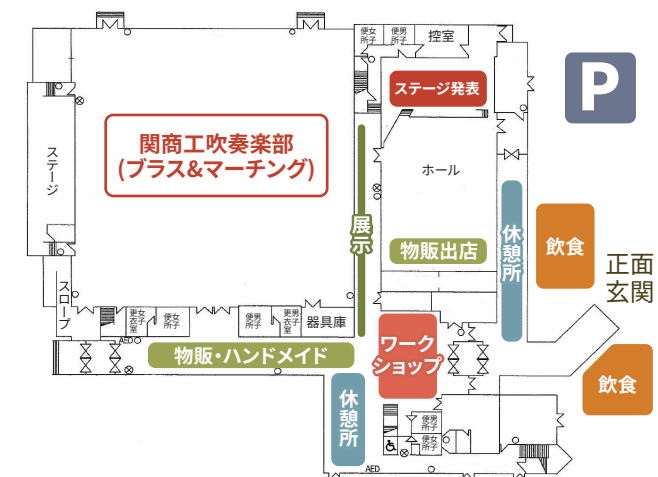 便女
所子
便男
所子
控室
ステージ発表
P
関商工吹奏楽部
(ブラス&マーチング)
ステージ
ホール
展示
休憩所
物販出店
飲食
正面
玄関
スロープ
更女
衣子
室
便女
所子
便男
所子
更男
衣子
室
器具庫
ワーク
ショップ
AED
物販・ハンドメイド
飲食
休憩所
便男
所子
便女
所子
AED